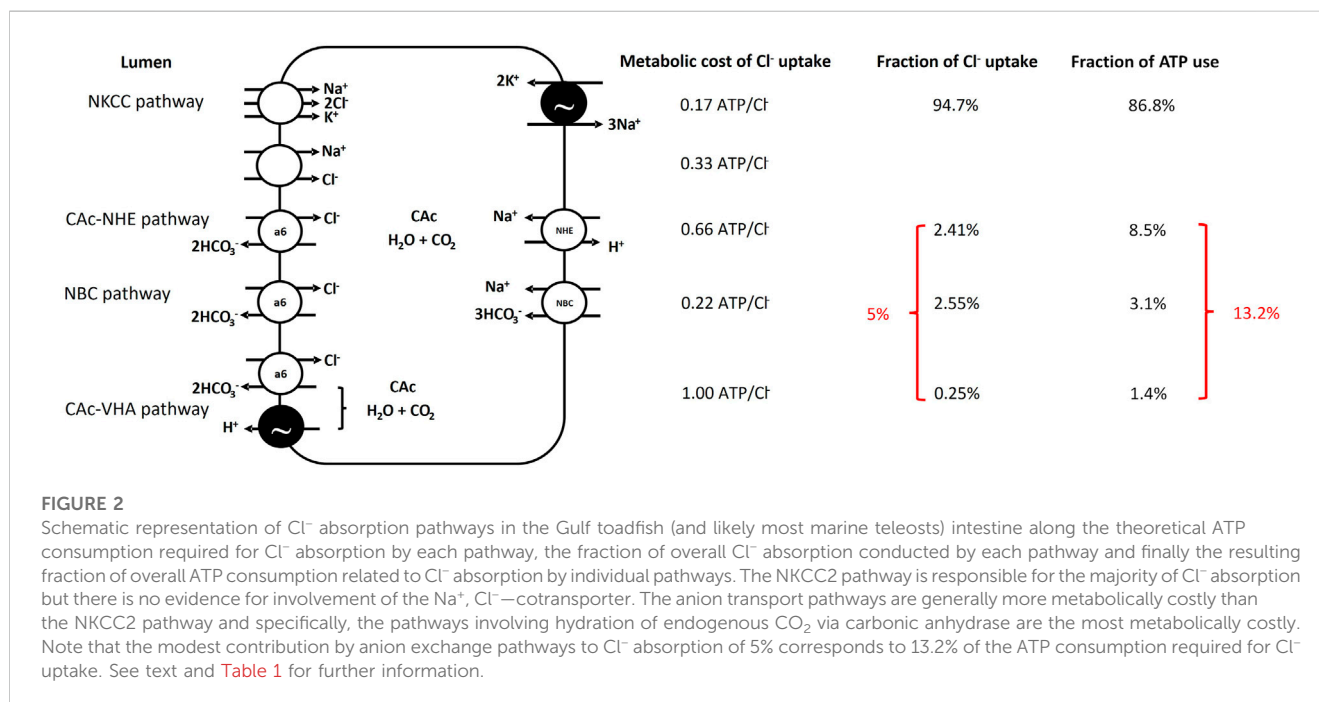 Lumen
Metabolic cost of Cl⁻ uptake
Fraction of Cl⁻ uptake
Fraction of ATP use
NKCC pathway
Na⁺
2Cl⁻
K⁺
2K⁺
~
3Na⁺
0.17 ATP/Cl⁻
94.7%
86.8%
Na⁺
Cl⁻
0.33 ATP/Cl⁻
CAc-NHE pathway
Cl⁻
a6
2HCO₃⁻
CAc
H₂O + CO₂
Na⁺
NHE
H⁺
0.66 ATP/Cl⁻
2.41%
8.5%
NBC pathway
Cl⁻
a6
2HCO₃⁻
Na⁺
NBC
3HCO₃⁻
0.22 ATP/Cl⁻
5%
2.55%
3.1%
13.2%
CAc-VHA pathway
Cl⁻
a6
2HCO₃⁻
~
H⁺
CAc
H₂O + CO₂
1.00 ATP/Cl⁻
0.25%
1.4%
FIGURE 2
Schematic representation of Cl⁻ absorption pathways in the Gulf toadfish (and likely most marine teleosts) intestine along the theoretical ATP
consumption required for Cl⁻ absorption by each pathway, the fraction of overall Cl⁻ absorption conducted by each pathway and finally the resulting
fraction of overall ATP consumption related to Cl⁻ absorption by individual pathways. The NKCC2 pathway is responsible for the majority of Cl⁻ absorption
but there is no evidence for involvement of the Na⁺, Cl⁻—cotransporter. The anion transport pathways are generally more metabolically costly than
the NKCC2 pathway and specifically, the pathways involving hydration of endogenous CO₂ via carbonic anhydrase are the most metabolically costly.
Note that the modest contribution by anion exchange pathways to Cl⁻ absorption of 5% corresponds to 13.2% of the ATP consumption required for Cl⁻
uptake. See text and Table 1 for further information.